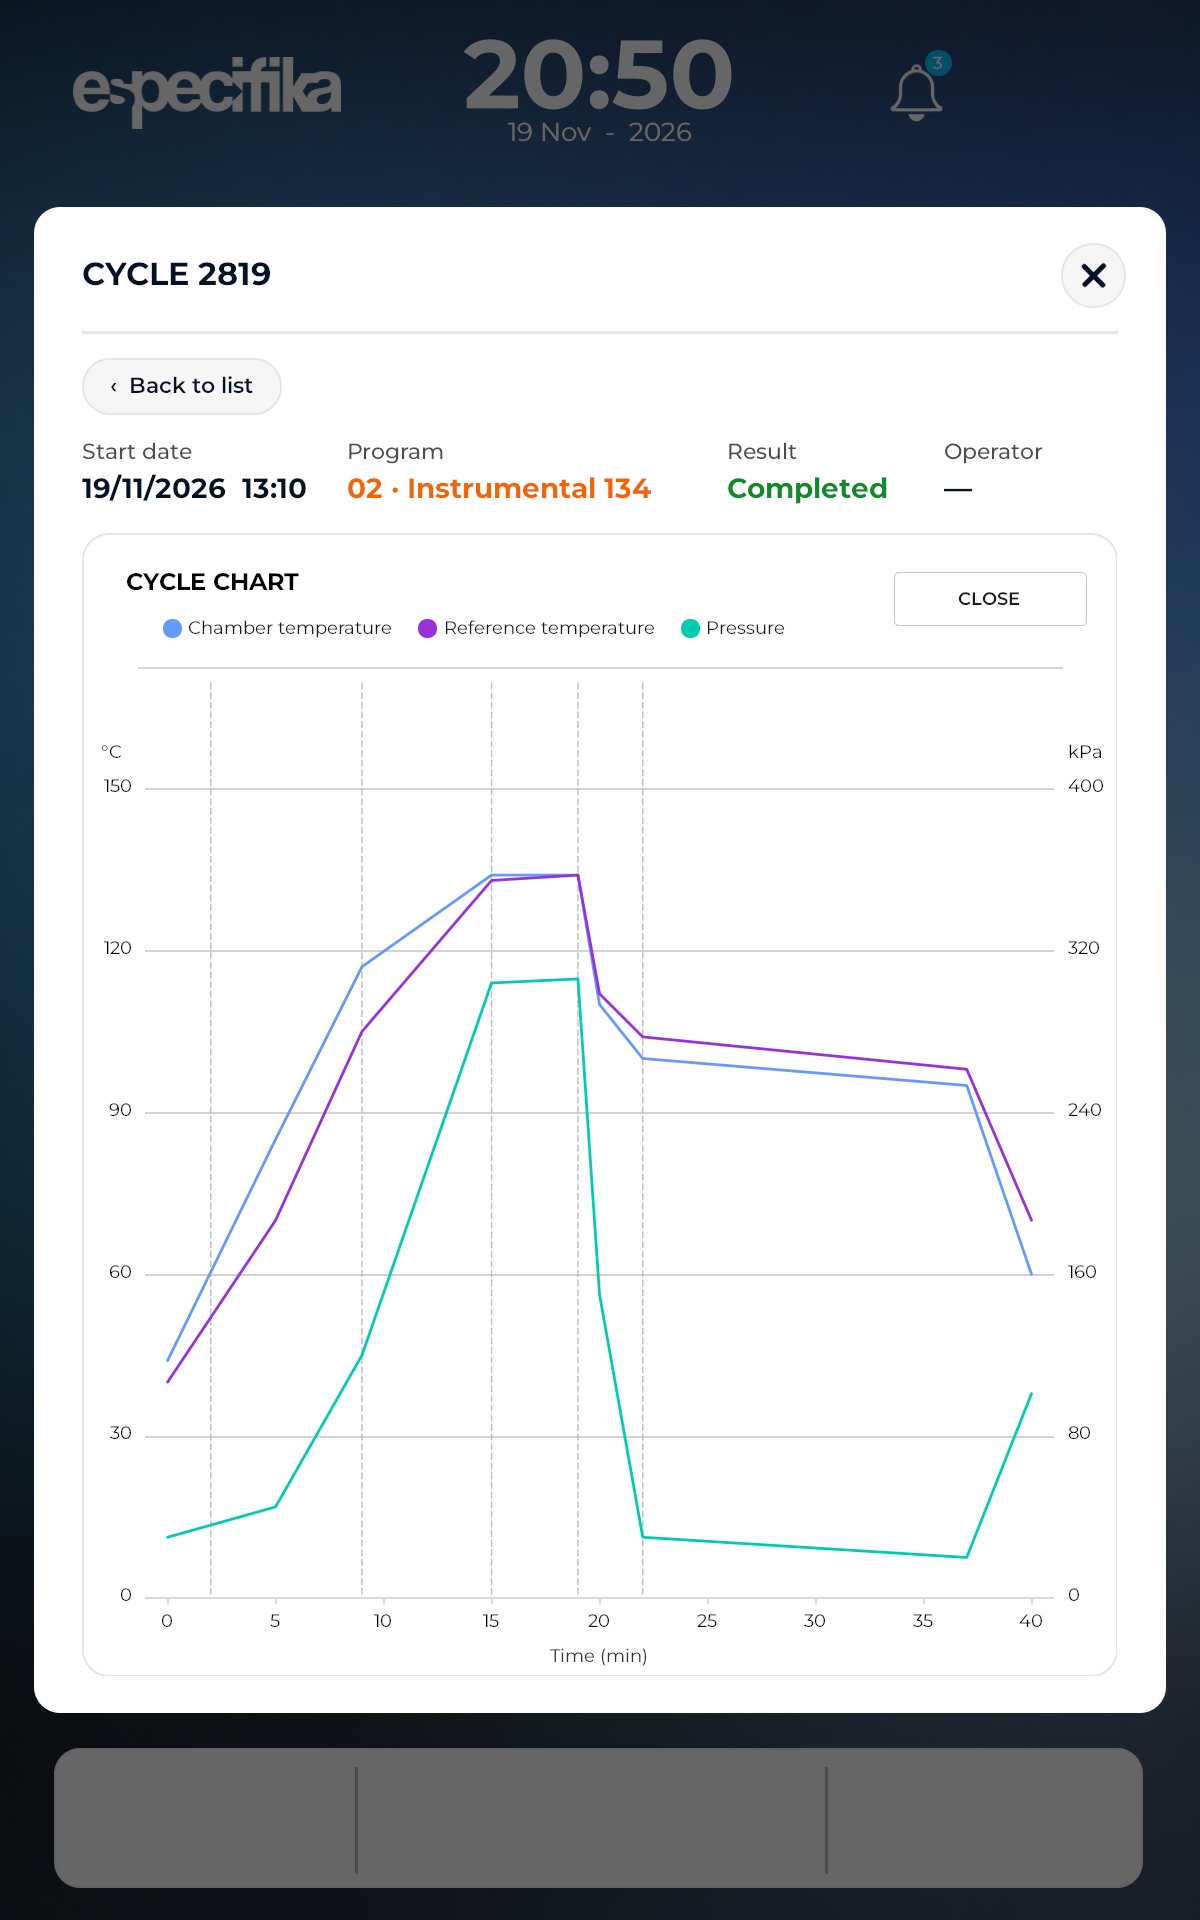 especifika
20:50
19 Nov - 2026
3
CYCLE 2819
‹ Back to list
Start date
19/11/2026 13:10
Program
02 · Instrumental 134
Result
Completed
Operator
—
CYCLE CHART
CLOSE
Chamber temperature
Reference temperature
Pressure
°C
kPa
150
400
120
320
90
240
60
160
30
80
0
0
0 5 10 15 20 25 30 35 40
Time (min)